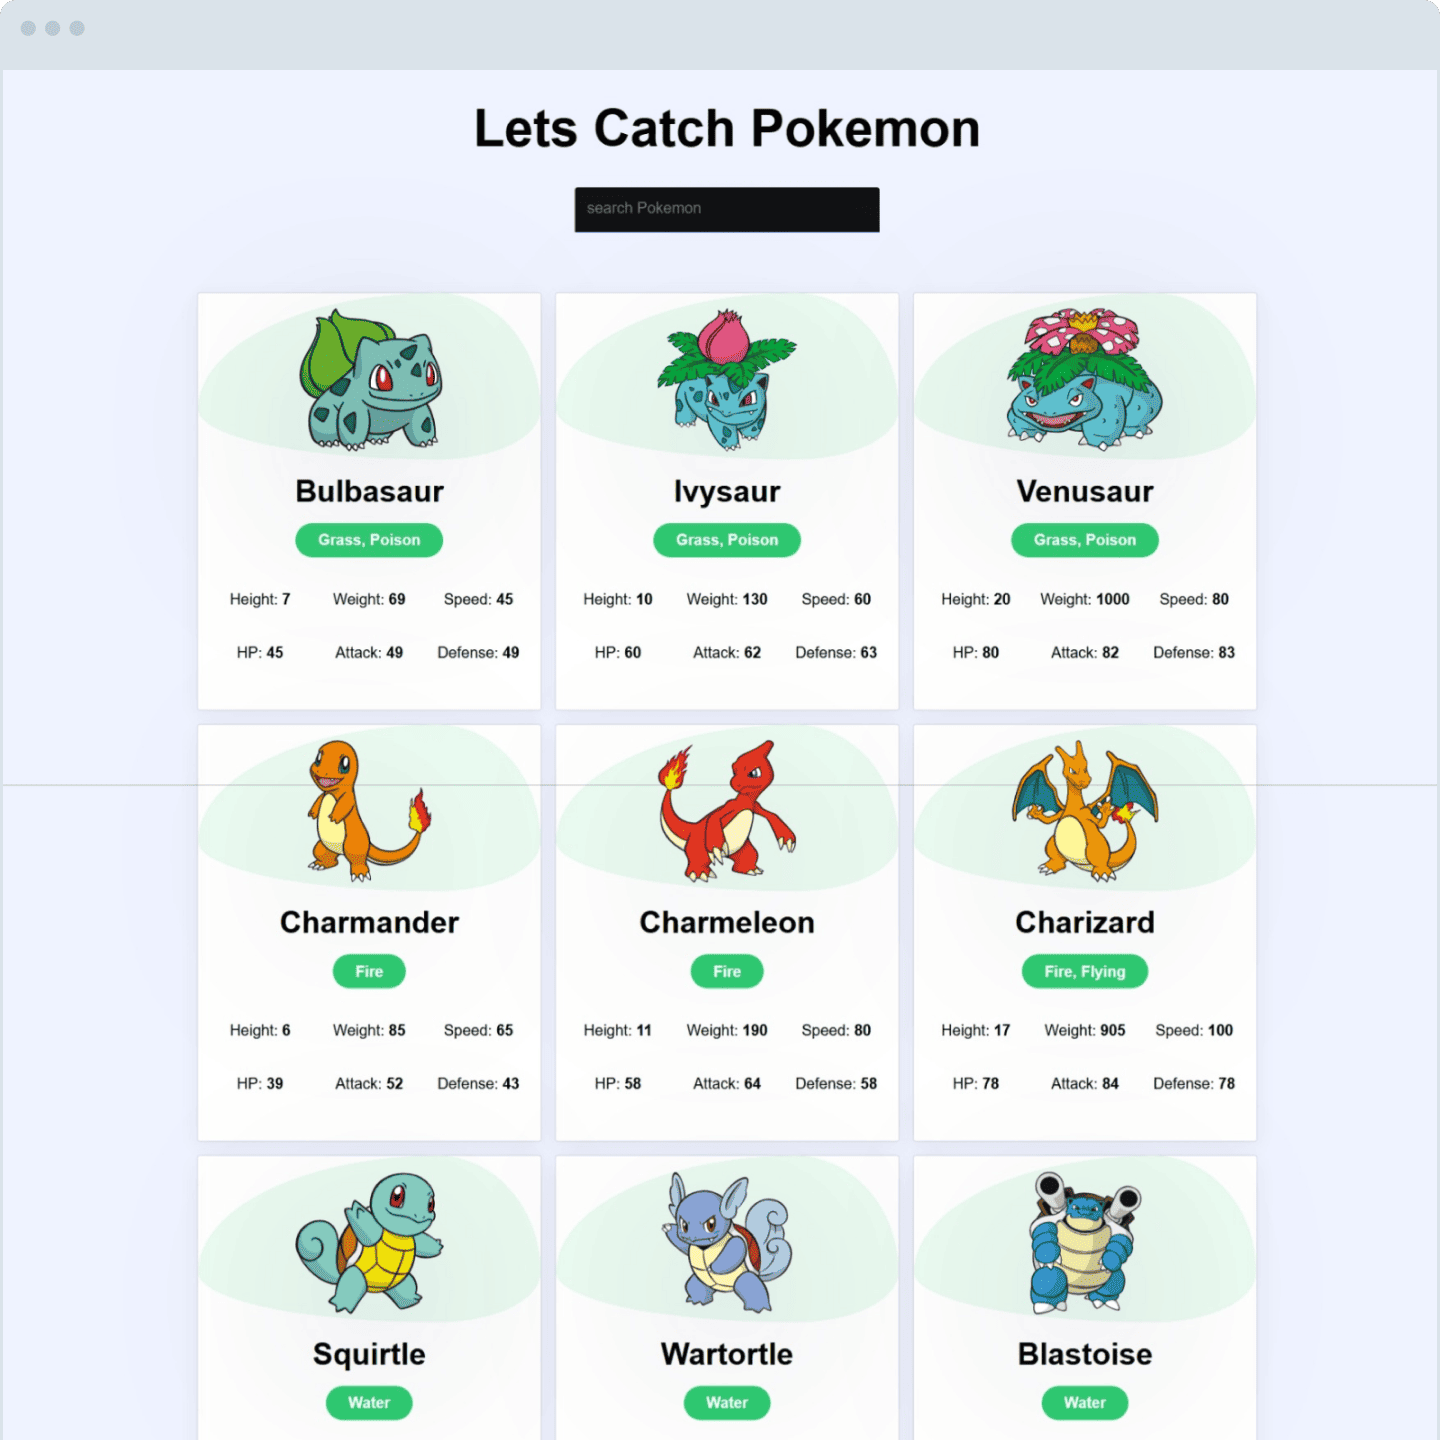 Lets Catch Pokemon
search Pokemon
Bulbasaur
Grass, Poison
Height: 7 Weight: 69 Speed: 45
HP: 45 Attack: 49 Defense: 49
Ivysaur
Grass, Poison
Height: 10 Weight: 130 Speed: 60
HP: 60 Attack: 62 Defense: 63
Venusaur
Grass, Poison
Height: 20 Weight: 1000 Speed: 80
HP: 80 Attack: 82 Defense: 83
Charmander
Fire
Height: 6 Weight: 85 Speed: 65
HP: 39 Attack: 52 Defense: 43
Charmeleon
Fire
Height: 11 Weight: 190 Speed: 80
HP: 58 Attack: 64 Defense: 58
Charizard
Fire, Flying
Height: 17 Weight: 905 Speed: 100
HP: 78 Attack: 84 Defense: 78
Squirtle
Water
Wartortle
Water
Blastoise
Water